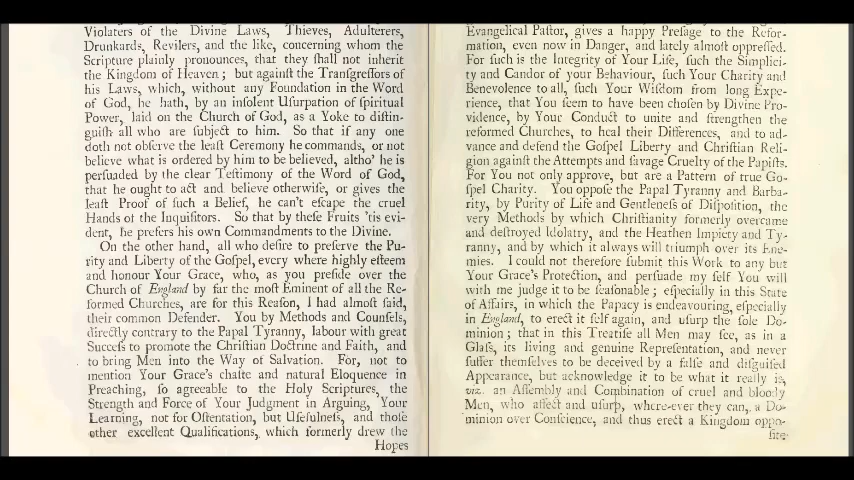 Violaters of the Divine Laws, Thieves, Adulterers,
Drunkards, Revilers, and the like, concerning whom the
Scripture plainly pronounces, that they ſhall not inherit
the Kingdom of Heaven; but againſt the Tranſgreſſors of
his Laws, which, without any Foundation in the Word
of God, he hath, by an inſolent Uſurpation of ſpiritual
Power, laid on the Church of God, as a Yoke to diſtin-
guiſh all who are ſubject to him. So that if any one
doth not obſerve the leaſt Ceremony he commands, or not
believe what is ordered by him to be believed, altho' he is
perſuaded by the clear Teſtimony of the Word of God,
that he ought to act and believe otherwiſe, or gives the
leaſt Proof of ſuch a Belief, he can't eſcape the cruel
Hands of the Inquiſitors. So that by theſe Fruits 'tis evi-
dent, he prefers his own Commandments to the Divine.
On the other hand, all who deſire to preſerve the Pu-
rity and Liberty of the Goſpel, every where highly eſteem
and honour Your Grace, who, as you preſide over the
Church of England by far the moſt Eminent of all the Re-
formed Churches, are for this Reaſon, I had almoſt ſaid,
their common Defender. You by Methods and Counſels,
directly contrary to the Papal Tyranny, labour with great
Succeſs to promote the Chriſtian Doctrine and Faith, and
to bring Men into the Way of Salvation. For, not to
mention Your Grace's chaſte and natural Eloquence in
Preaching, ſo agreeable to the Holy Scriptures, the
Strength and Force of Your Judgment in Arguing, Your
Learning, not for Oſtentation, but Uſefulneſs, and thoſe
other excellent Qualifications, which formerly drew the
Hopes
Evangelical Paſtor, gives a happy Preſage to the Refor-
mation, even now in Danger, and lately almoſt oppreſſed.
For ſuch is the Integrity of Your Life, ſuch the Simplici-
ty and Candor of your Behaviour, ſuch Your Charity and
Benevolence to all, ſuch Your Wiſdom from long Expe-
rience, that You ſeem to have been choſen by Divine Pro-
vidence, by Your Conduct to unite and ſtrengthen the
reformed Churches, to heal their Differences, and to ad-
vance and defend the Goſpel Liberty and Chriſtian Reli-
gion againſt the Attempts and ſavage Cruelty of the Papiſts.
For You not only approve, but are a Pattern of true Go-
ſpel Charity. You oppoſe the Papal Tyranny and Barba-
rity, by Purity of Life and Gentleneſs of Diſpoſition, the
very Methods by which Chriſtianity formerly overcame
and deſtroyed Idolatry, and the Heathen Impiety and Ty-
ranny, and by which it always will triumph over its Ene-
mies. I could not therefore ſubmit this Work to any but
Your Grace's Protection, and perſuade my ſelf You will
with me judge it to be ſeaſonable; eſpecially in this State
of Affairs, in which the Papacy is endeavouring, eſpecially
in England, to erect it ſelf again, and uſurp the ſole Do-
minion; that in this Treatiſe all Men may ſee, as in a
Glaſs, its living and genuine Repreſentation, and never
ſuffer themſelves to be deceived by a falſe and diſguiſed
Appearance, but acknowledge it to be what it really is,
viz. an Aſſembly and Combination of cruel and bloody
Men, who affect and uſurp, where-ever they can, a Do-
minion over Conſcience, and thus erect a Kingdom oppo-
ſite